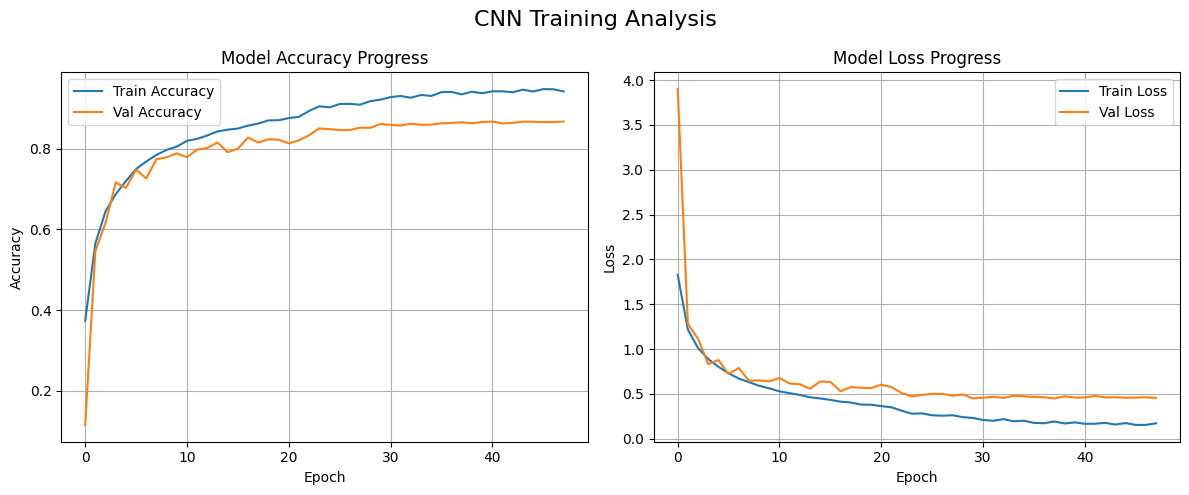 CNN Training Analysis
Model Accuracy Progress
Train Accuracy
Val Accuracy
0.8
0.6
0.4
0.2
Accuracy
0 10 20 30 40
Epoch
Model Loss Progress
Train Loss
Val Loss
4.0
3.5
3.0
2.5
2.0
1.5
1.0
0.5
0.0
Loss
0 10 20 30 40
Epoch